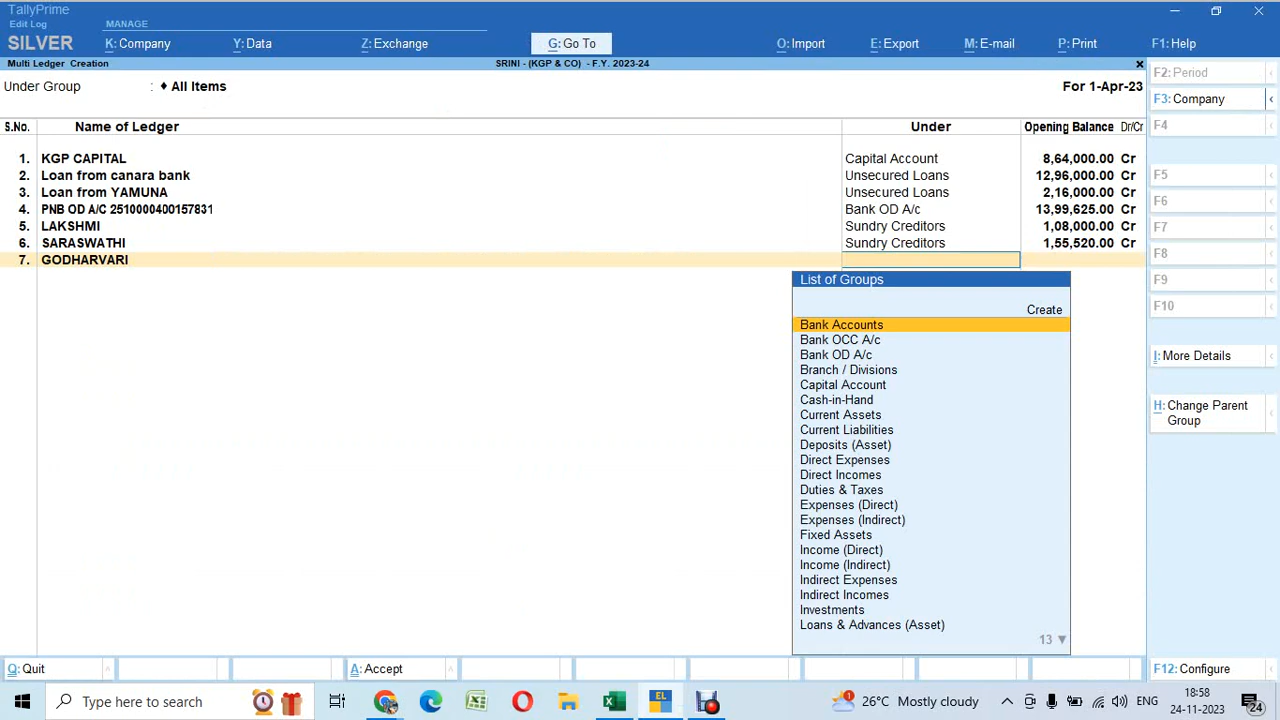 TallyPrime
Edit Log
SILVER
MANAGE
K: Company
Y: Data
Z: Exchange
G: Go To
O: Import
E: Export
M: E-mail
P: Print
F1: Help
Multi Ledger Creation
SRINI - (KGP & CO) - F.Y. 2023-24
Under Group : ♦ All Items
For 1-Apr-23
S.No. Name of Ledger Under Opening Balance Dr/Cr
1. KGP CAPITAL Capital Account 8,64,000.00 Cr
2. Loan from canara bank Unsecured Loans 12,96,000.00 Cr
3. Loan from YAMUNA Unsecured Loans 2,16,000.00 Cr
4. PNB OD A/C 2510000400157831 Bank OD A/c 13,99,625.00 Cr
5. LAKSHMI Sundry Creditors 1,08,000.00 Cr
6. SARASWATHI Sundry Creditors 1,55,520.00 Cr
7. GODHARVARI
List of Groups
Create
Bank Accounts
Bank OCC A/c
Bank OD A/c
Branch / Divisions
Capital Account
Cash-in-Hand
Current Assets
Current Liabilities
Deposits (Asset)
Direct Expenses
Direct Incomes
Duties & Taxes
Expenses (Direct)
Expenses (Indirect)
Fixed Assets
Income (Direct)
Income (Indirect)
Indirect Expenses
Indirect Incomes
Investments
Loans & Advances (Asset)
13 ▼
F2: Period
F3: Company
F4
F5
F6
F7
F8
F9
F10
I: More Details
H: Change Parent
Group
Q: Quit
A: Accept
F12: Configure
Type here to search
EL
1
26°C Mostly cloudy
ENG
18:58
24-11-2023
24